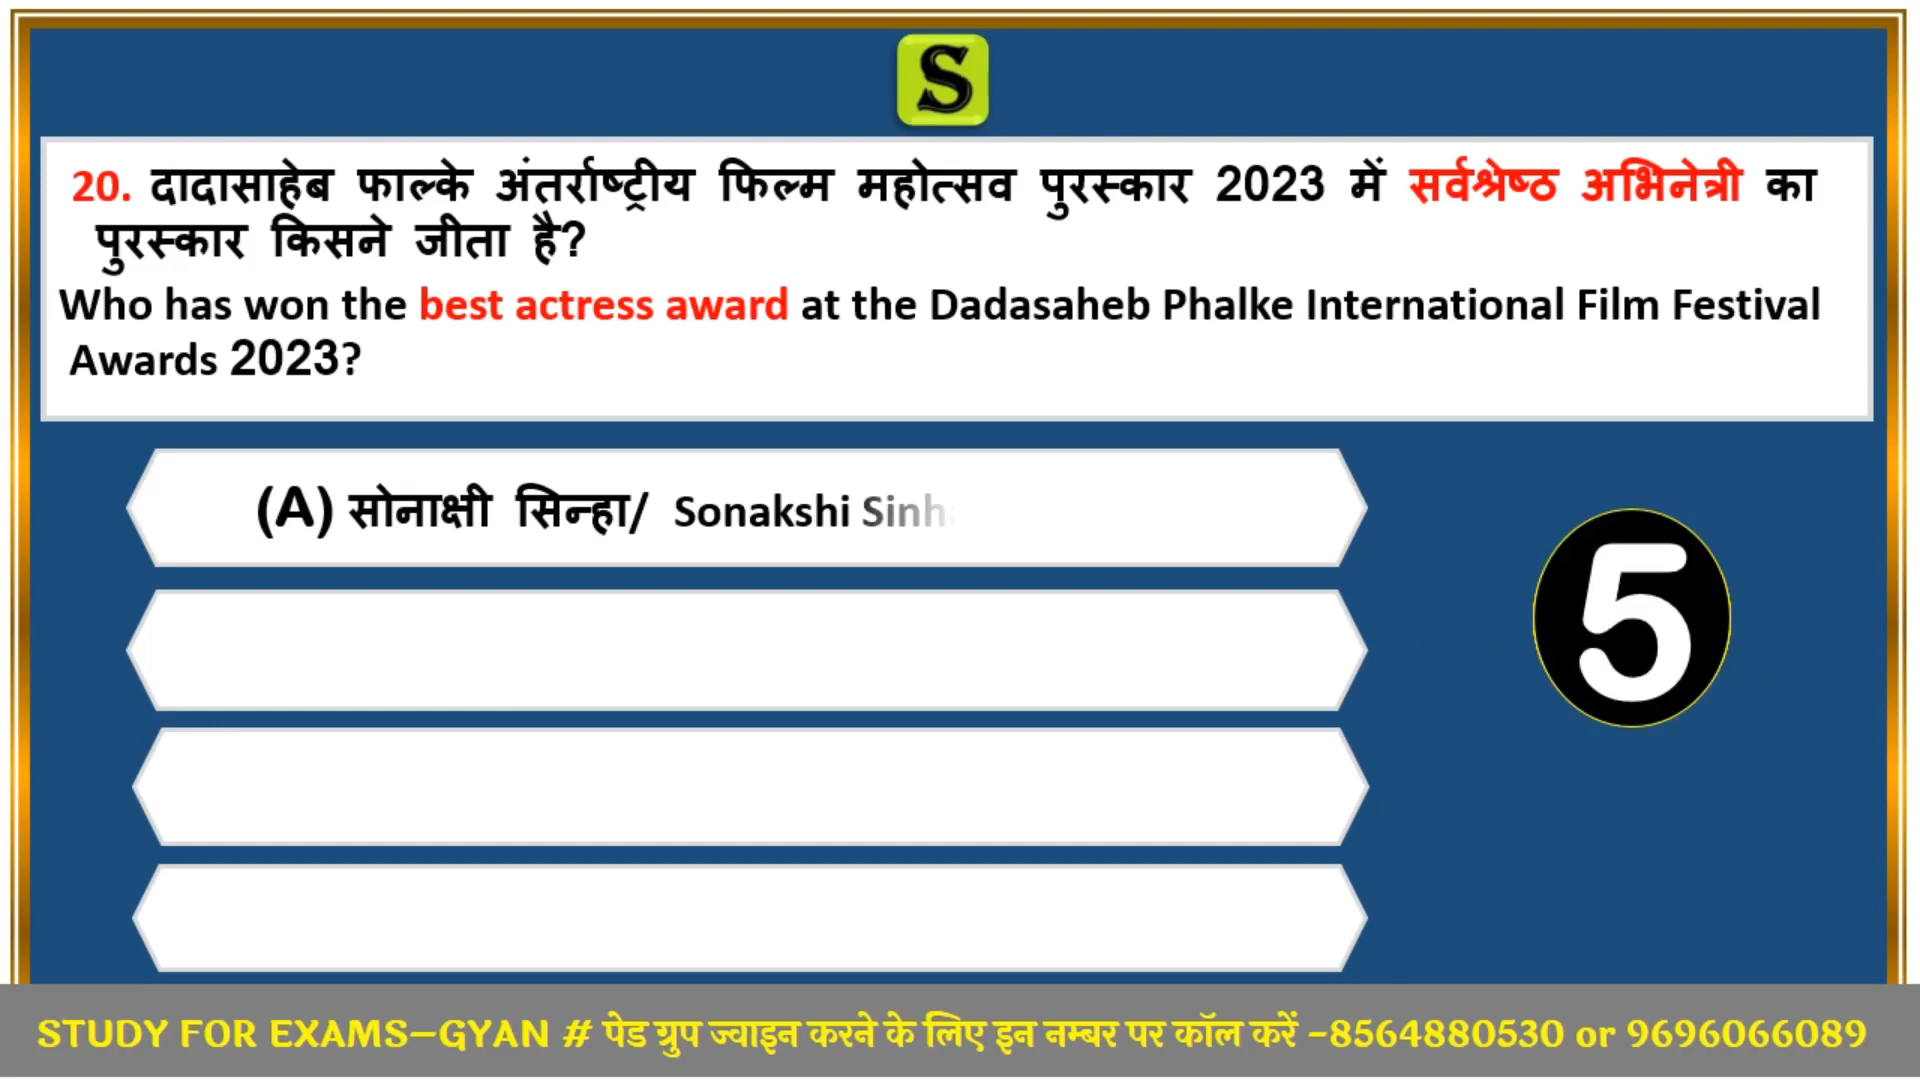 S
20. दादासाहेब फाल्के अंतर्राष्ट्रीय फिल्म महोत्सव पुरस्कार 2023 में सर्वश्रेष्ठ अभिनेत्री का
पुरस्कार किसने जीता है?
Who has won the best actress award at the Dadasaheb Phalke International Film Festival
Awards 2023?
(A) सोनाक्षी सिन्हा/ Sonakshi Sinh
5
STUDY FOR EXAMS–GYAN # पेड ग्रुप ज्वाइन करने के लिए इन नम्बर पर कॉल करें -8564880530 or 9696066089